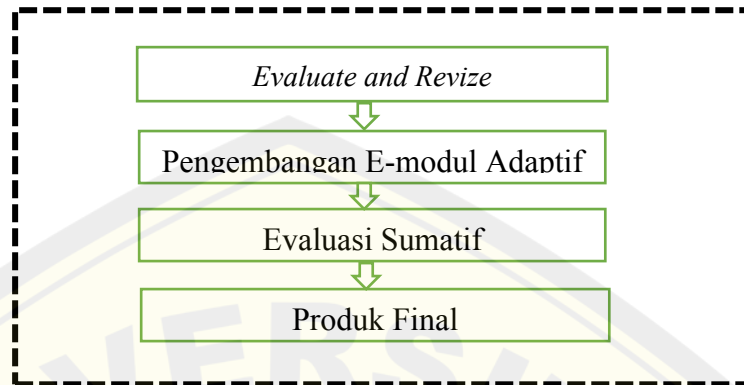 Evaluate and Revize
Pengembangan E-modul Adaptif
Evaluasi Sumatif
Produk Final